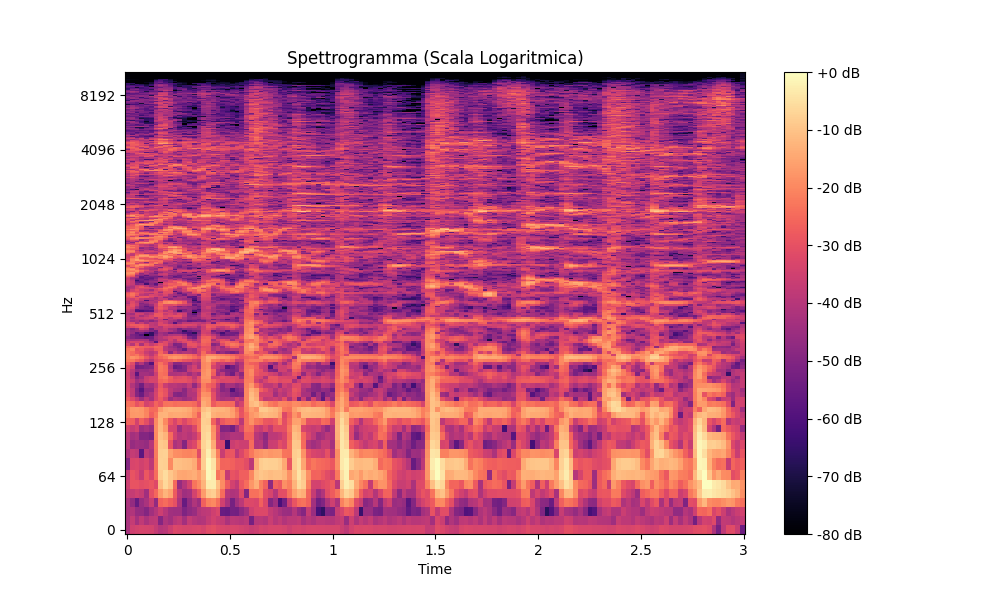 Spettrogramma (Scala Logaritmica)
Hz
8192
4096
2048
1024
512
256
128
64
0
0 0.5 1 1.5 2 2.5 3
Time
+0 dB
-10 dB
-20 dB
-30 dB
-40 dB
-50 dB
-60 dB
-70 dB
-80 dB